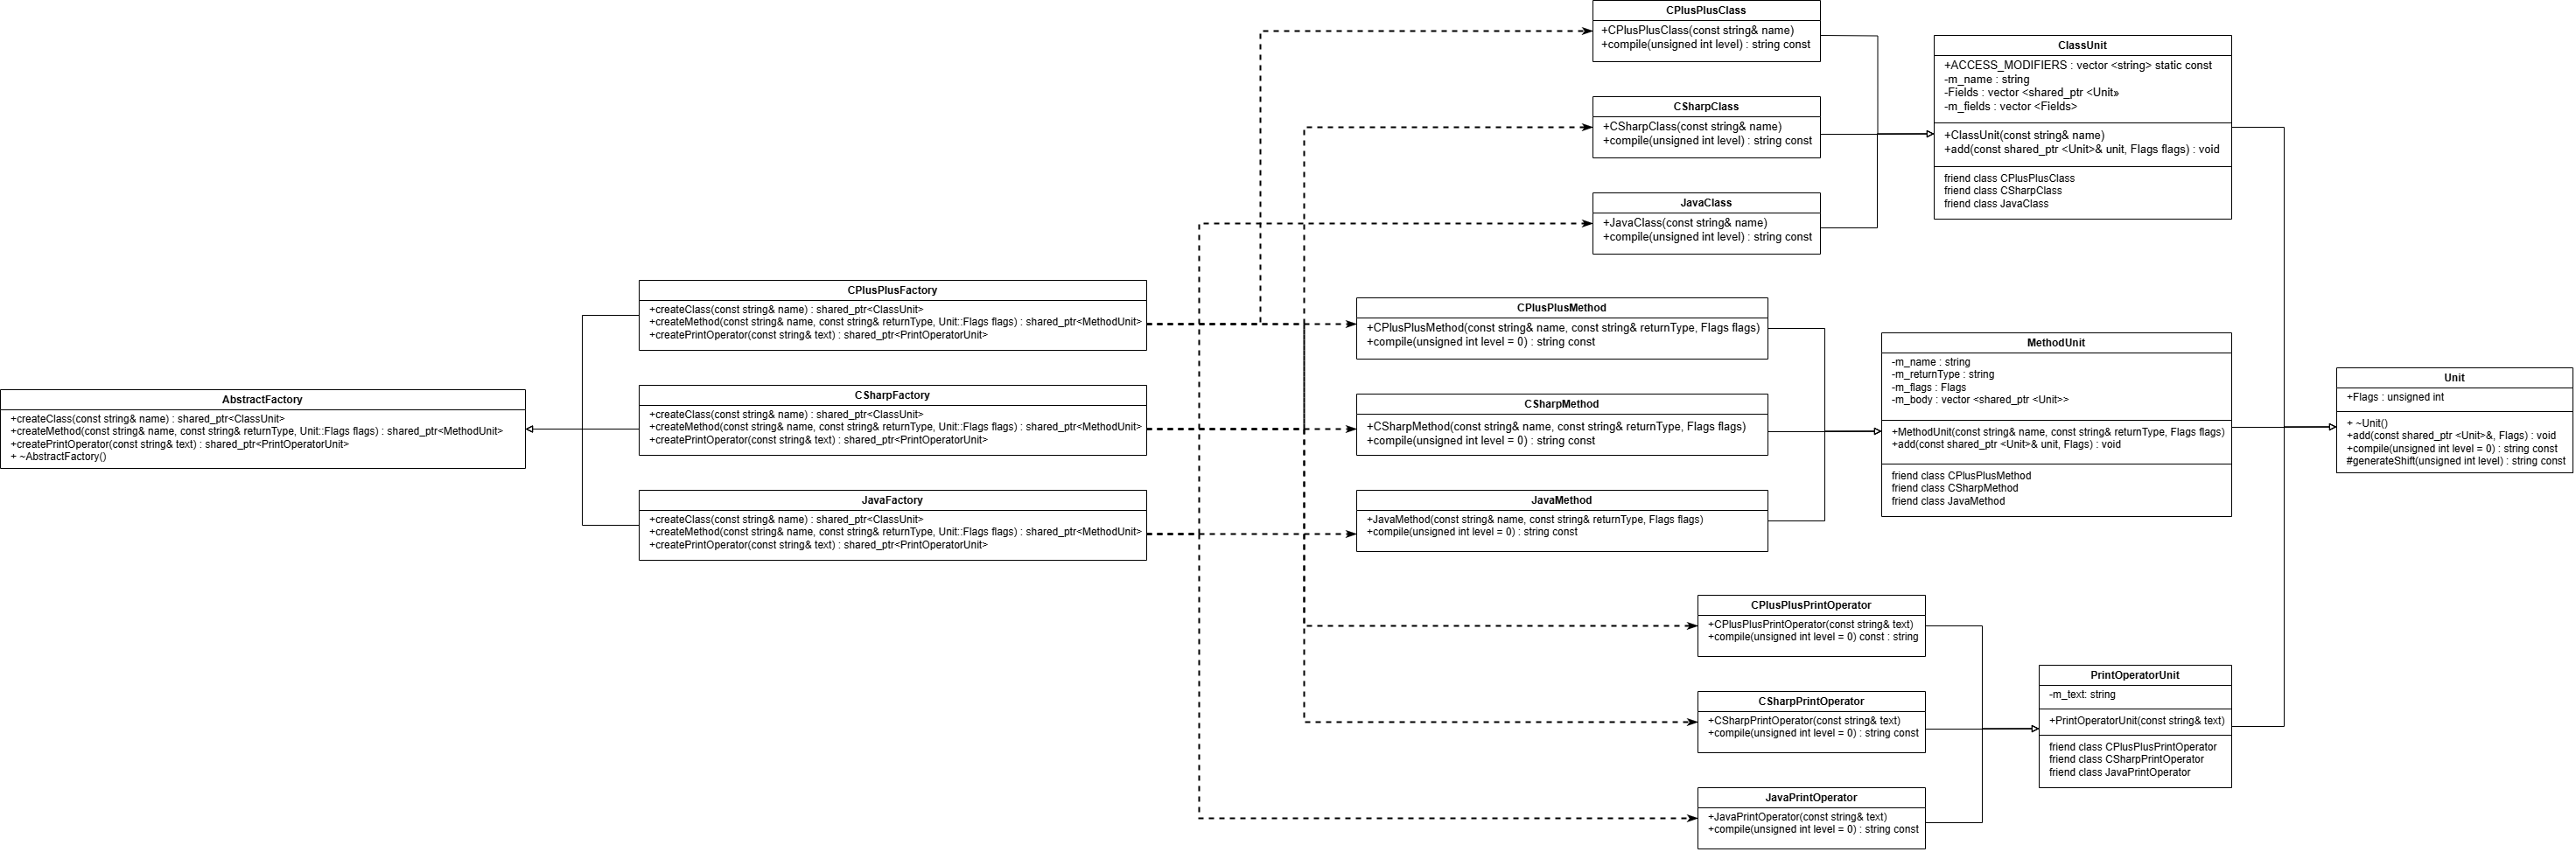 CPlusPlusClass
+CPlusPlusClass(const string& name)
+compile(unsigned int level) : string const
CSharpClass
+CSharpClass(const string& name)
+compile(unsigned int level) : string const
JavaClass
+JavaClass(const string& name)
+compile(unsigned int level) : string const
ClassUnit
+ACCESS_MODIFIERS : vector <string> static const
-m_name : string
-Fields : vector <shared_ptr <Unit»
-m_fields : vector <Fields>
+ClassUnit(const string& name)
+add(const shared_ptr <Unit>& unit, Flags flags) : void
friend class CPlusPlusClass
friend class CSharpClass
friend class JavaClass
AbstractFactory
+createClass(const string& name) : shared_ptr<ClassUnit>
+createMethod(const string& name, const string& returnType, Unit::Flags flags) : shared_ptr<MethodUnit>
+createPrintOperator(const string& text) : shared_ptr<PrintOperatorUnit>
+ ~AbstractFactory()
CPlusPlusFactory
+createClass(const string& name) : shared_ptr<ClassUnit>
+createMethod(const string& name, const string& returnType, Unit::Flags flags) : shared_ptr<MethodUnit>
+createPrintOperator(const string& text) : shared_ptr<PrintOperatorUnit>
CSharpFactory
+createClass(const string& name) : shared_ptr<ClassUnit>
+createMethod(const string& name, const string& returnType, Unit::Flags flags) : shared_ptr<MethodUnit>
+createPrintOperator(const string& text) : shared_ptr<PrintOperatorUnit>
JavaFactory
+createClass(const string& name) : shared_ptr<ClassUnit>
+createMethod(const string& name, const string& returnType, Unit::Flags flags) : shared_ptr<MethodUnit>
+createPrintOperator(const string& text) : shared_ptr<PrintOperatorUnit>
CPlusPlusMethod
+CPlusPlusMethod(const string& name, const string& returnType, Flags flags)
+compile(unsigned int level = 0) : string const
CSharpMethod
+CSharpMethod(const string& name, const string& returnType, Flags flags)
+compile(unsigned int level = 0) : string const
JavaMethod
+JavaMethod(const string& name, const string& returnType, Flags flags)
+compile(unsigned int level = 0) : string const
MethodUnit
-m_name : string
-m_returnType : string
-m_flags : Flags
-m_body : vector <shared_ptr <Unit>>
+MethodUnit(const string& name, const string& returnType, Flags flags)
+add(const shared_ptr <Unit>& unit, Flags) : void
friend class CPlusPlusMethod
friend class CSharpMethod
friend class JavaMethod
Unit
+Flags : unsigned int
+ ~Unit()
+add(const shared_ptr <Unit>&, Flags) : void
+compile(unsigned int level = 0) : string const
#generateShift(unsigned int level) : string const
CPlusPlusPrintOperator
+CPlusPlusPrintOperator(const string& text)
+compile(unsigned int level = 0) const : string
CSharpPrintOperator
+CSharpPrintOperator(const string& text)
+compile(unsigned int level = 0) : string const
JavaPrintOperator
+JavaPrintOperator(const string& text)
+compile(unsigned int level = 0) : string const
PrintOperatorUnit
-m_text: string
+PrintOperatorUnit(const string& text)
friend class CPlusPlusPrintOperator
friend class CSharpPrintOperator
friend class JavaPrintOperator